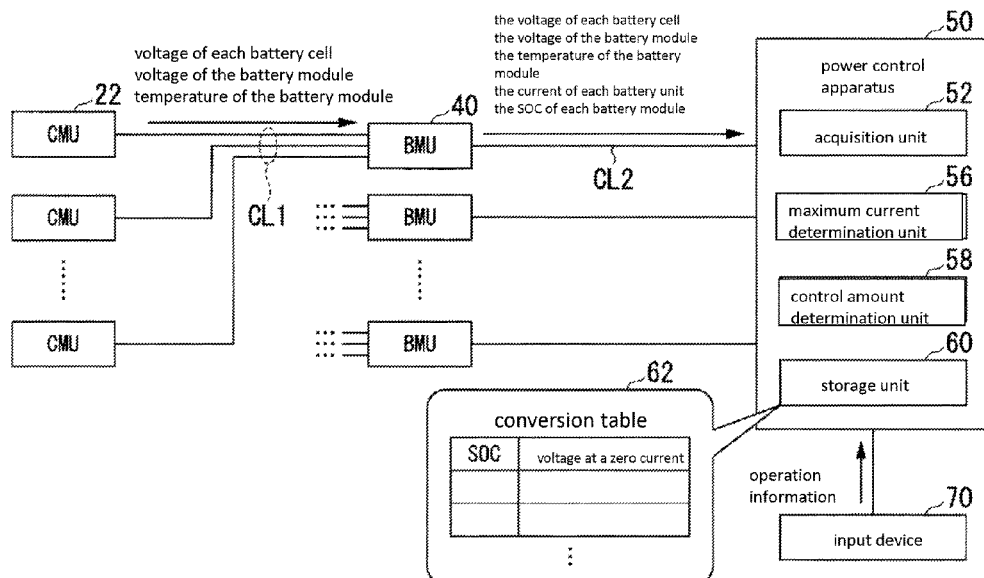 voltage of each battery cell
voltage of the battery module
temperature of the battery module
the voltage of each battery cell
the voltage of the battery module
the temperature of the battery
module
the current of each battery unit
the SOC of each battery module
50
power control
apparatus
22
CMU
40
BMU
52
acquisition unit
CL1
CL2
CMU
BMU
56
maximum current
determination unit
58
control amount
determination unit
CMU
BMU
60
storage unit
62
conversion table
SOC
voltage at a zero current
operation
information
70
input device